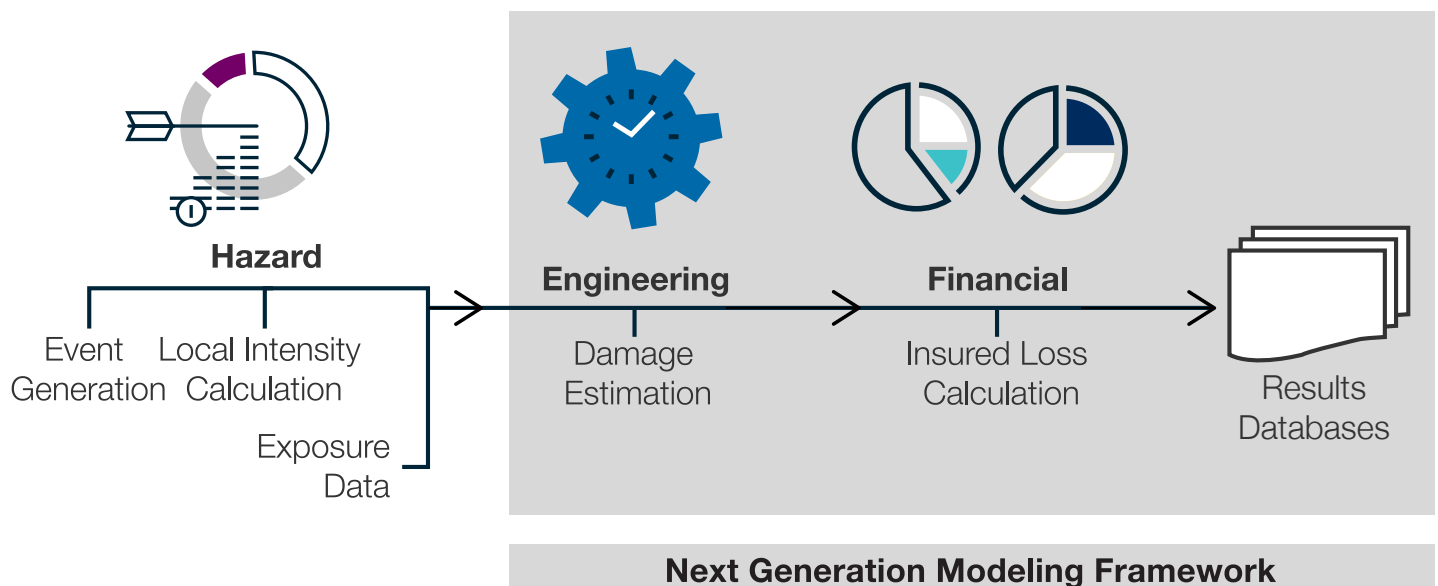 Hazard
Event
Generation
Local Intensity
Calculation
Exposure
Data
Engineering
Damage
Estimation
Financial
Insured Loss
Calculation
Results
Databases
Next Generation Modeling Framework